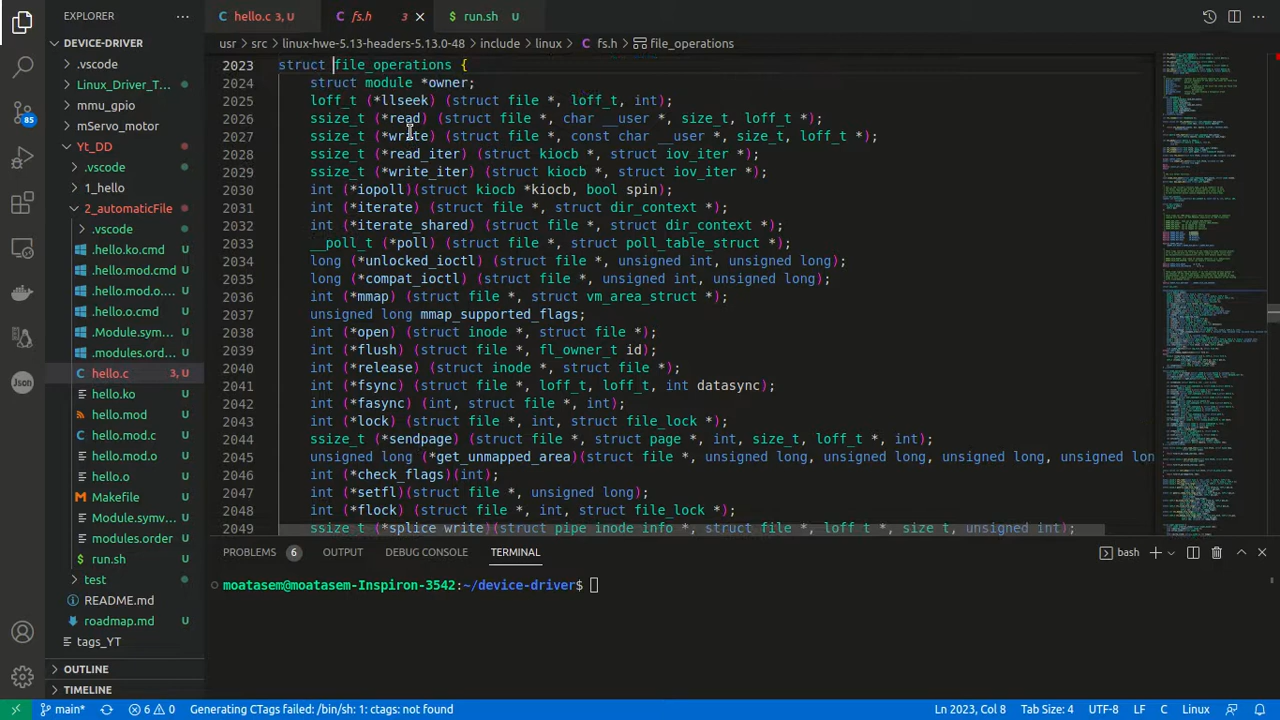 EXPLORER
···
hello.c 3, U
fs.h 3
run.sh U
DEVICE-DRIVER
usr > src > linux-hwe-5.13-headers-5.13.0-48 > include > linux > C fs.h > file_operations
.vscode
Linux_Driver_T...
mmu_gpio
mServo_motor
Yt_DD
.vscode
1_hello
2_automaticFile
.vscode
.hello.ko.cmd
.hello.mod.cmd
.hello.mod.o....
.hello.o.cmd
.Module.sym...
.modules.ord...
hello.c 3, U
hello.ko
hello.mod
hello.mod.c
hello.mod.o
hello.o
Makefile
Module.symv...
modules.order
run.sh
test
README.md
roadmap.md
tags_YT
OUTLINE
TIMELINE
85
Json
2023 struct file_operations {
2024 struct module *owner;
2025 loff_t (*llseek) (struct file *, loff_t, int);
2026 ssize_t (*read) (struct file *, char __user *, size_t, loff_t *);
2027 ssize_t (*write) (struct file *, const char __user *, size_t, loff_t *);
2028 ssize_t (*read_iter) (struct kiocb *, struct iov_iter *);
2029 ssize_t (*write_iter) (struct kiocb *, struct iov_iter *);
2030 int (*iopoll)(struct kiocb *kiocb, bool spin);
2031 int (*iterate) (struct file *, struct dir_context *);
2032 int (*iterate_shared) (struct file *, struct dir_context *);
2033 __poll_t (*poll) (struct file *, struct poll_table_struct *);
2034 long (*unlocked_ioctl) (struct file *, unsigned int, unsigned long);
2035 long (*compat_ioctl) (struct file *, unsigned int, unsigned long);
2036 int (*mmap) (struct file *, struct vm_area_struct *);
2037 unsigned long mmap_supported_flags;
2038 int (*open) (struct inode *, struct file *);
2039 int (*flush) (struct file *, fl_owner_t id);
2040 int (*release) (struct inode *, struct file *);
2041 int (*fsync) (struct file *, loff_t, loff_t, int datasync);
2042 int (*fasync) (int, struct file *, int);
2043 int (*lock) (struct file *, int, struct file_lock *);
2044 ssize_t (*sendpage) (struct file *, struct page *, int, size_t, loff_t *, int);
2045 unsigned long (*get_unmapped_area)(struct file *, unsigned long, unsigned long, unsigned long, unsigned lon
2046 int (*check_flags)(int);
2047 int (*setfl)(struct file *, unsigned long);
2048 int (*flock) (struct file *, int, struct file_lock *);
2049 ssize_t (*splice_write)(struct pipe_inode_info *, struct file *, loff_t *, size_t, unsigned int);
PROBLEMS 6 OUTPUT DEBUG CONSOLE TERMINAL
bash
moatasem@moatasem-Inspiron-3542:~/device-driver$
main* 6 0 Generating CTags failed: /bin/sh: 1: ctags: not found
Ln 2023, Col 8 Tab Size: 4 UTF-8 LF C Linux